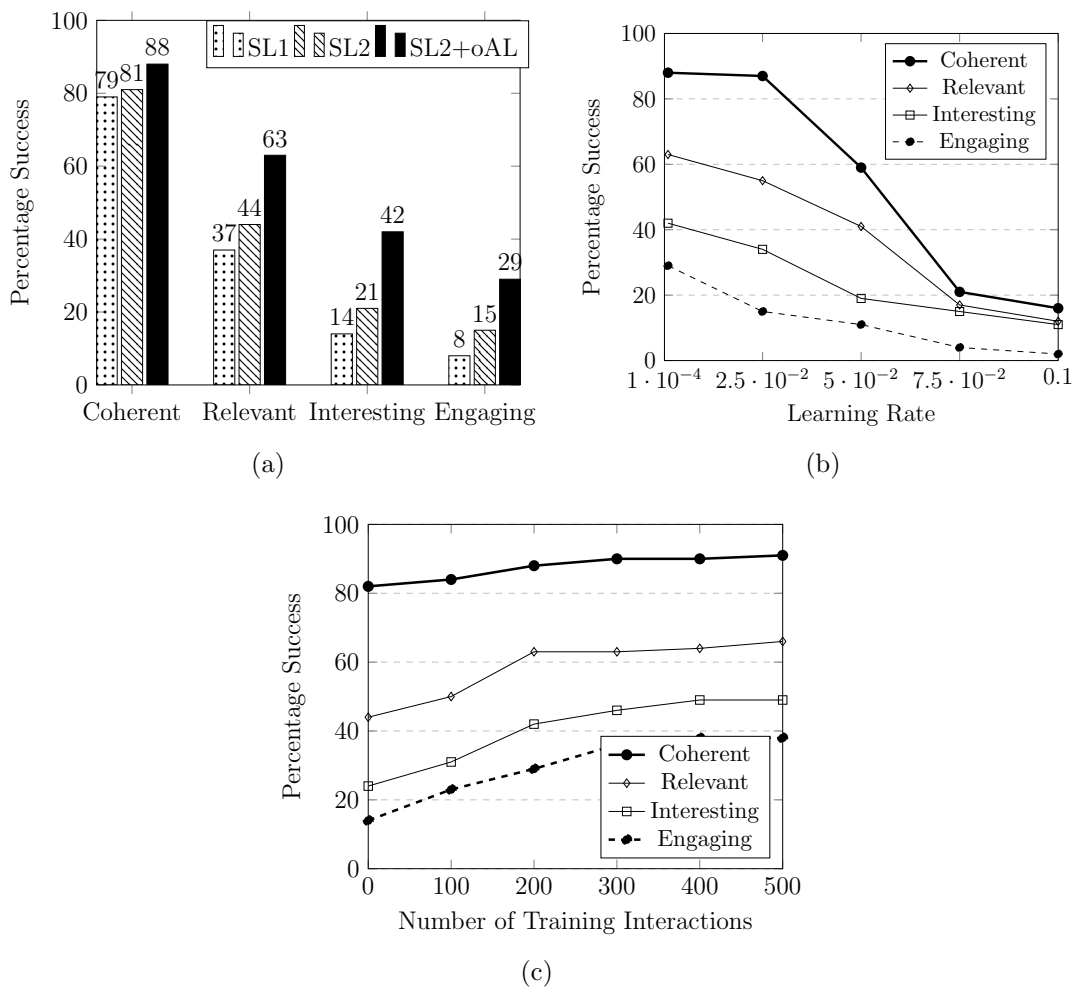 100
80
60
40
20
0
Percentage Success
SL1 SL2 SL2+oAL
79 81 88
37 44 63
14 21 42
8 15 29
Coherent Relevant Interesting Engaging
(a)
100
80
60
40
20
0
Percentage Success
Coherent
Relevant
Interesting
Engaging
1 · 10⁻⁴ 2.5 · 10⁻² 5 · 10⁻² 7.5 · 10⁻² 0.1
Learning Rate
(b)
100
80
60
40
20
0
Percentage Success
Coherent
Relevant
Interesting
Engaging
0 100 200 300 400 500
Number of Training Interactions
(c)